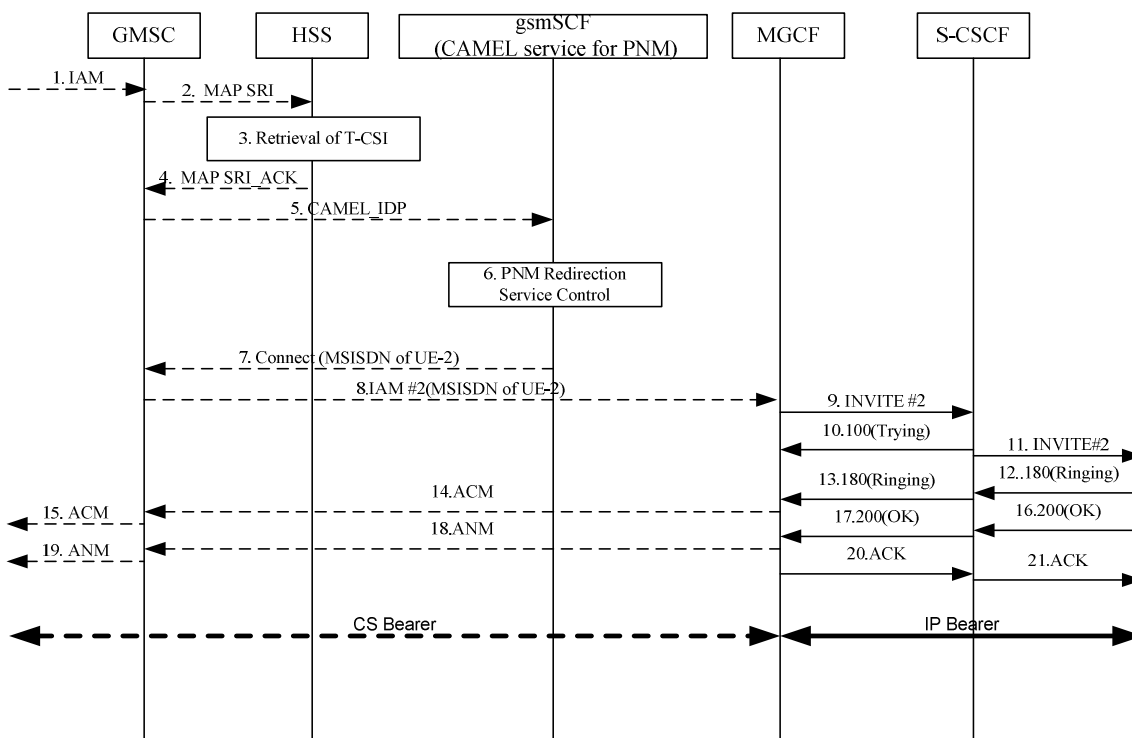 GMSC
HSS
gsmSCF
(CAMEL service for PNM)
MGCF
S-CSCF
1. IAM
2. MAP SRI
3. Retrieval of T-CSI
4. MAP SRI_ACK
5. CAMEL_IDP
6. PNM Redirection
Service Control
7. Connect (MSISDN of UE-2)
8.IAM #2(MSISDN of UE-2)
9. INVITE #2
10.100(Trying)
11. INVITE#2
12..180(Ringing)
13.180(Ringing)
14.ACM
15. ACM
16.200(OK)
17.200(OK)
18.ANM
19. ANM
20.ACK
21.ACK
CS Bearer
IP Bearer